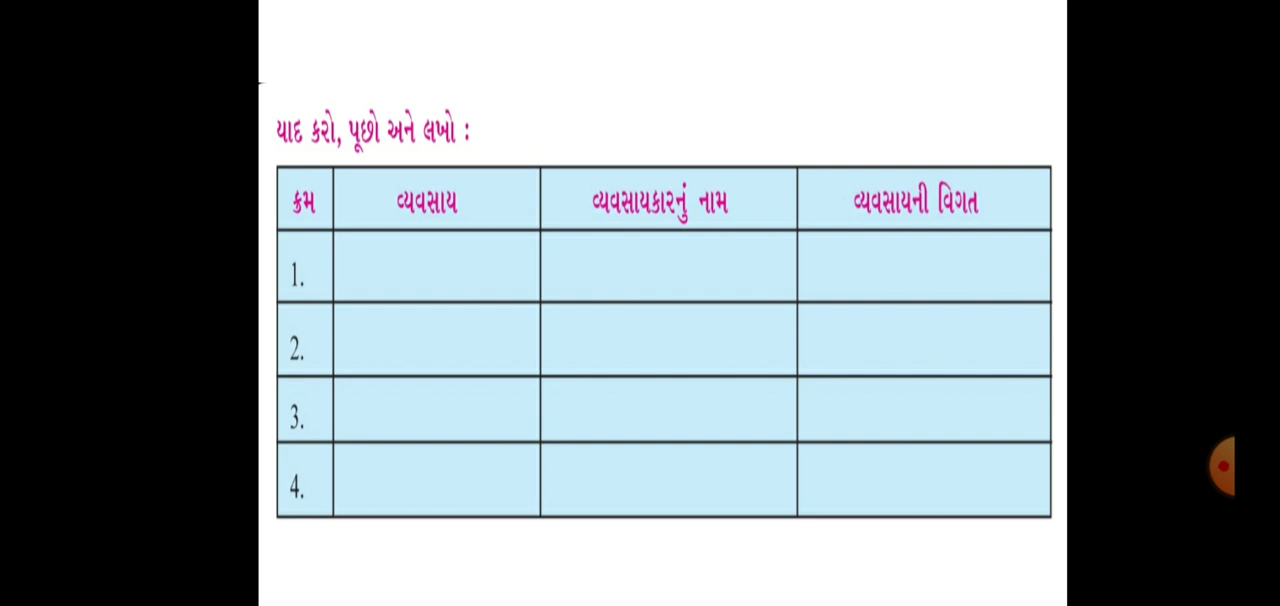 યાદ કરો, પૂછો અને લખો :
ક્રમ વ્યવસાય વ્યવસાયકારનું નામ વ્યવસાયની વિગત
1.
2.
3.
4.